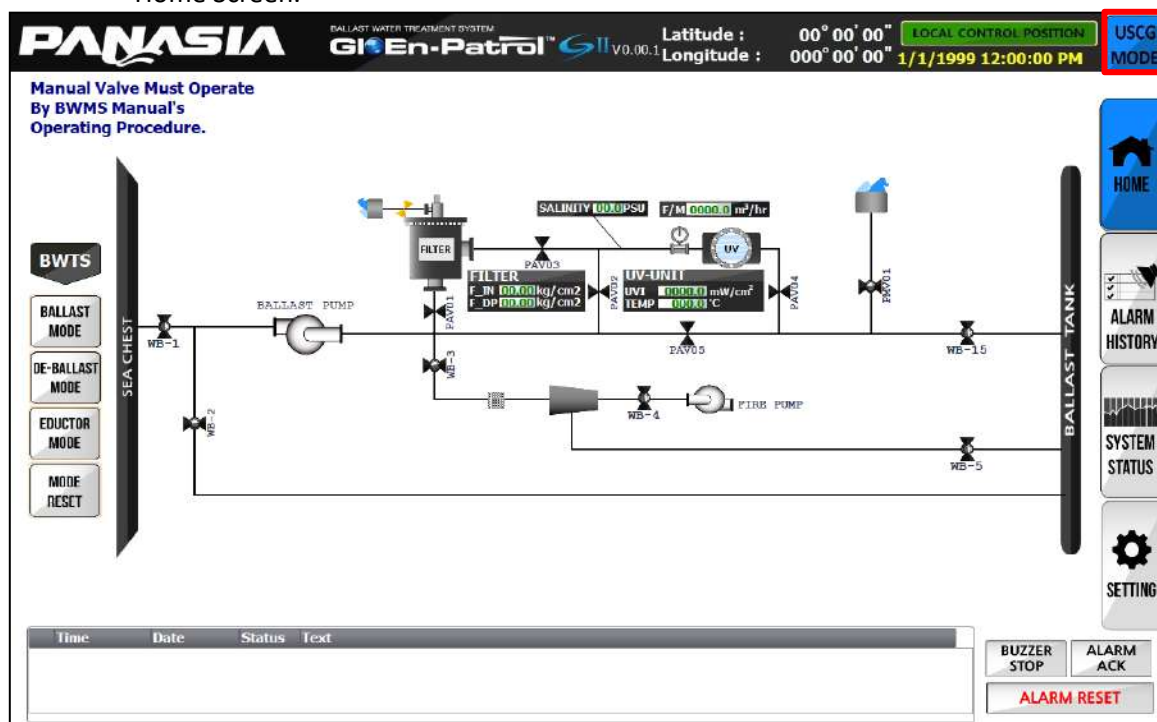 Home Screen.
PANASIA
BALLAST WATER TREATMENT SYSTEM
GloEn-Patrol™ GII V0.00.1
Latitude : 00° 00' 00"
Longitude : 000° 00' 00"
LOCAL CONTROL POSITION
1/1/1999 12:00:00 PM
USCG
MODE
Manual Valve Must Operate
By BWMS Manual's
Operating Procedure.
HOME
SALINITY 00.0 PSU
F/M 0000.0 m³/hr
FILTER
UV
PAV03
BWTS
FILTER
F_IN 00.00 kg/cm2
F_DP 00.00 kg/cm2
PAV02
UV-UNIT
UVI 0000.0 mW/cm²
TEMP 000.0 °C
PAV04
PRV01
BALLAST
MODE
BALLAST PUMP
PAV01
ALARM
HISTORY
SEA CHEST
WB-1
PAV05
WB-15
BALLAST TANK
DE-BALLAST
MODE
WB-3
EDUCTOR
MODE
WB-2
WB-4
FIRE PUMP
SYSTEM
STATUS
WB-5
MODE
RESET
SETTING
Time Date Status Text
BUZZER
STOP
ALARM
ACK
ALARM RESET